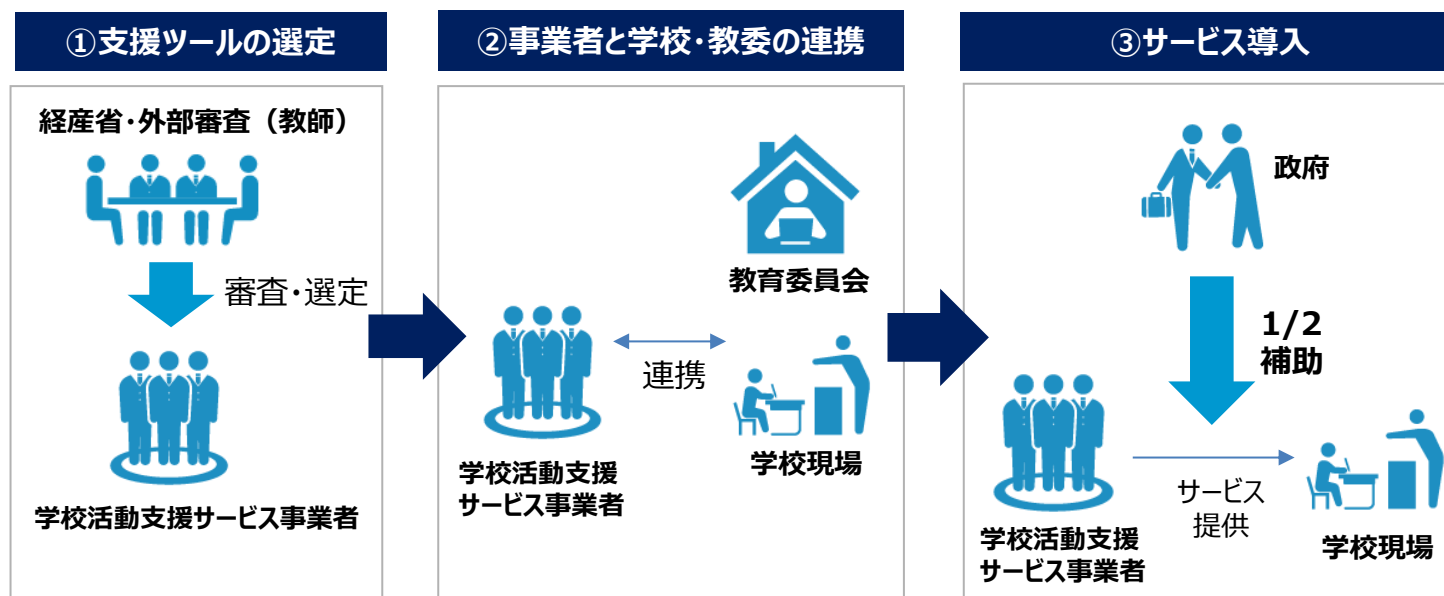 ①支援ツールの選定
経産省・外部審査（教師）
審査・選定
学校活動支援サービス事業者
②事業者と学校・教委の連携
教育委員会
連携
学校活動支援
サービス事業者
学校現場
③サービス導入
政府
1/2
補助
サービス
提供
学校活動支援
サービス事業者
学校現場